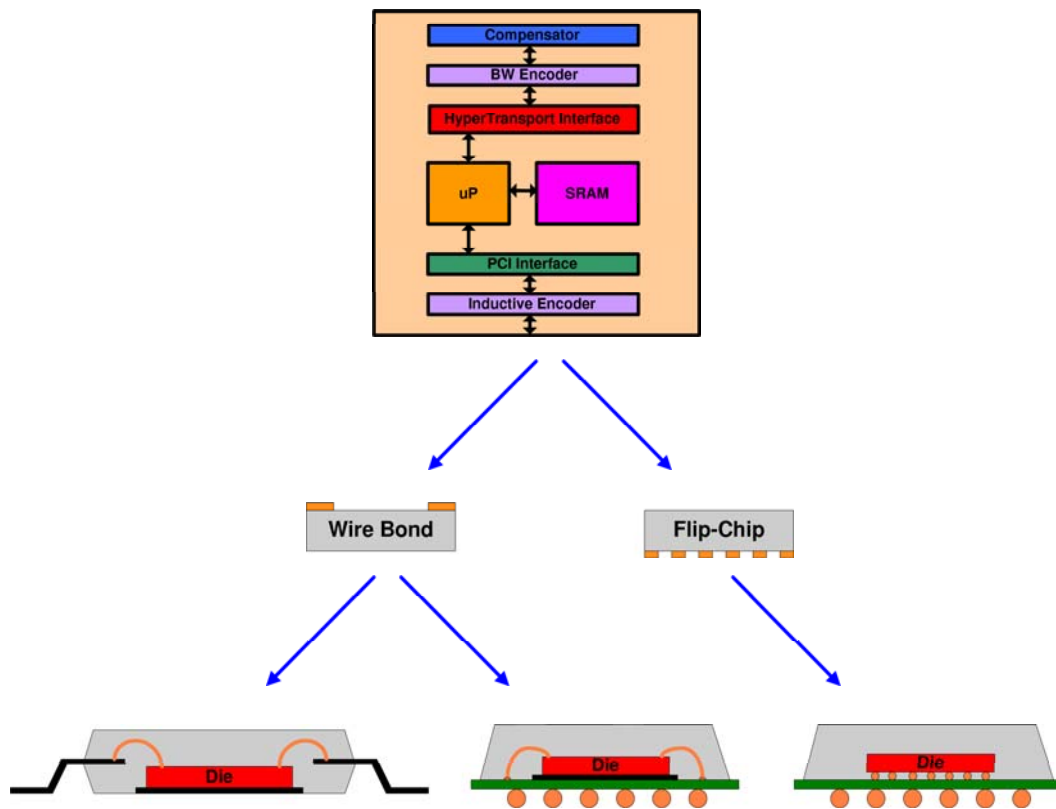 Compensator
BW Encoder
HyperTransport Interface
uP
SRAM
PCI Interface
Inductive Encoder
Wire Bond
Flip-Chip
Die
Die
Die